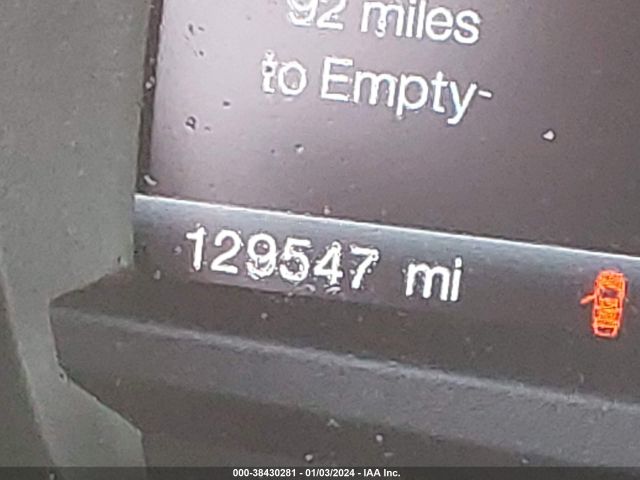 92 miles
to Empty-
129547 mi
000-38430281 - 01/03/2024 - IAA Inc.